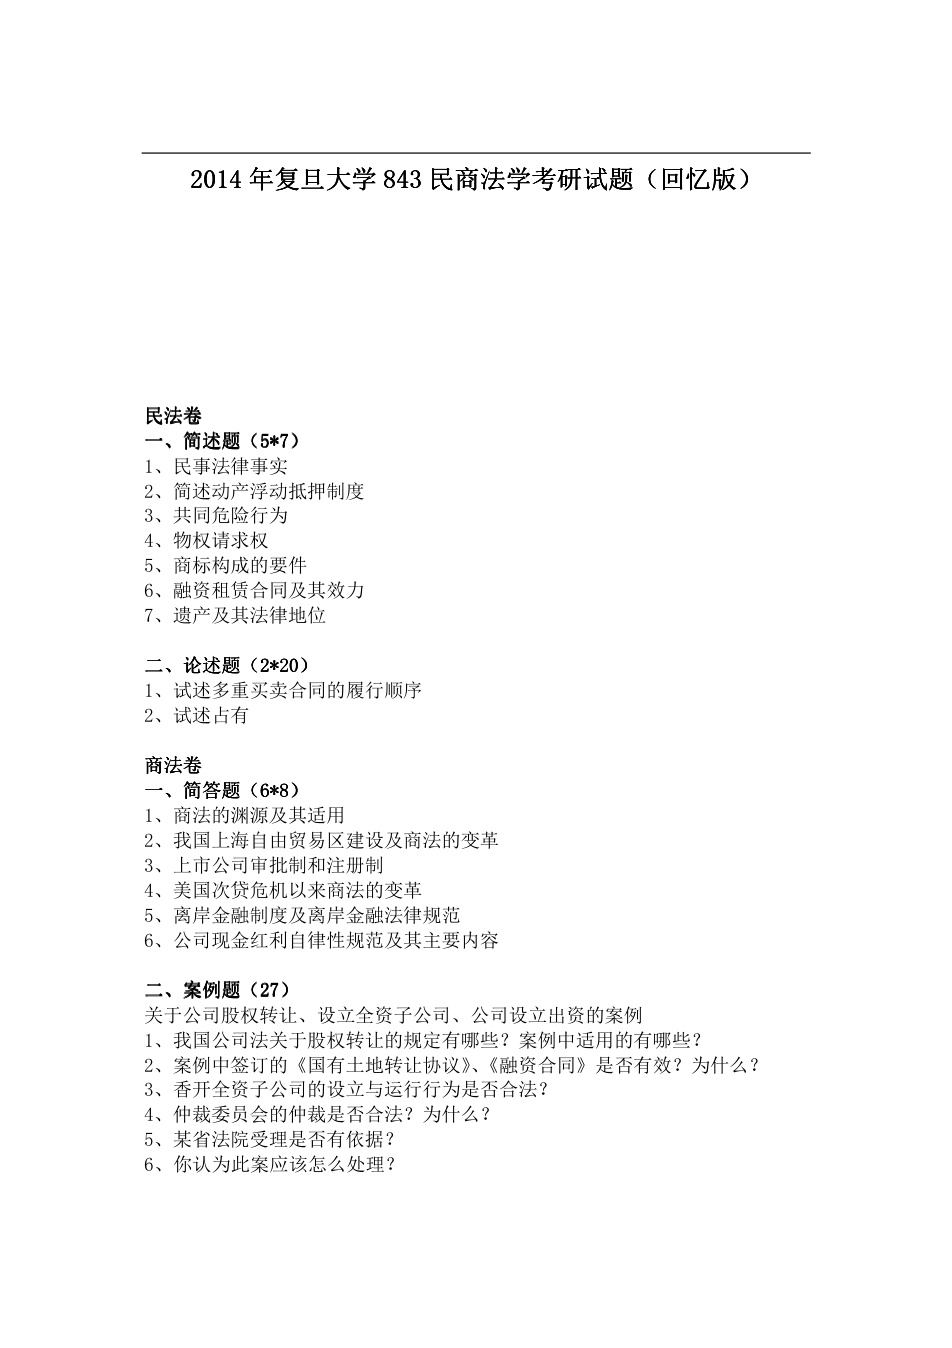 2014 年复旦大学 843 民商法学考研试题（回忆版）
民法卷
一、简述题（5*7）
1、民事法律事实
2、简述动产浮动抵押制度
3、共同危险行为
4、物权请求权
5、商标构成的要件
6、融资租赁合同及其效力
7、遗产及其法律地位
二、论述题（2*20）
1、试述多重买卖合同的履行顺序
2、试述占有
商法卷
一、简答题（6*8）
1、商法的渊源及其适用
2、我国上海自由贸易区建设及商法的变革
3、上市公司审批制和注册制
4、美国次贷危机以来商法的变革
5、离岸金融制度及离岸金融法律规范
6、公司现金红利自律性规范及其主要内容
二、案例题（27）
关于公司股权转让、设立全资子公司、公司设立出资的案例
1、我国公司法关于股权转让的规定有哪些？案例中适用的有哪些？
2、案例中签订的《国有土地转让协议》、《融资合同》是否有效？为什么？
3、香开全资子公司的设立与运行行为是否合法？
4、仲裁委员会的仲裁是否合法？为什么？
5、某省法院受理是否有依据？
6、你认为此案应该怎么处理？